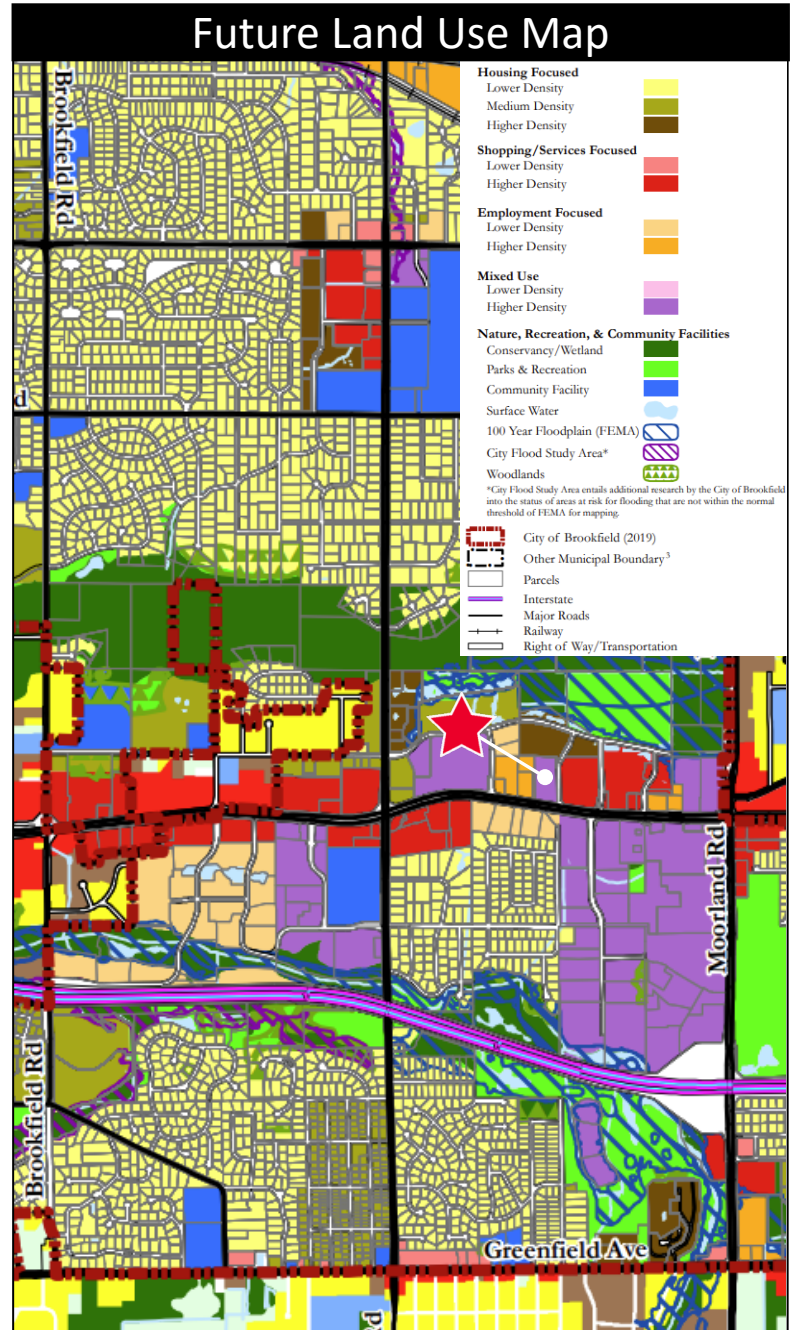 Future Land Use Map
Brookfield Rd
Housing Focused
Lower Density
Medium Density
Higher Density
Shopping/Services Focused
Lower Density
Higher Density
Employment Focused
Lower Density
Higher Density
Mixed Use
Lower Density
Higher Density
Nature, Recreation, & Community Facilities
Conservancy/Wetland
Parks & Recreation
Community Facility
Surface Water
100 Year Floodplain (FEMA)
City Flood Study Area*
Woodlands
*City Flood Study Area entails additional research by the City of Brookfield
into the status of areas at risk for flooding that are not within the normal
threshold of FEMA for mapping.
City of Brookfield (2019)
Other Municipal Boundary³
Parcels
Interstate
Major Roads
Railway
Right of Way/Transportation
d
Moorland Rd
Brookfield Rd
Greenfield Ave
d